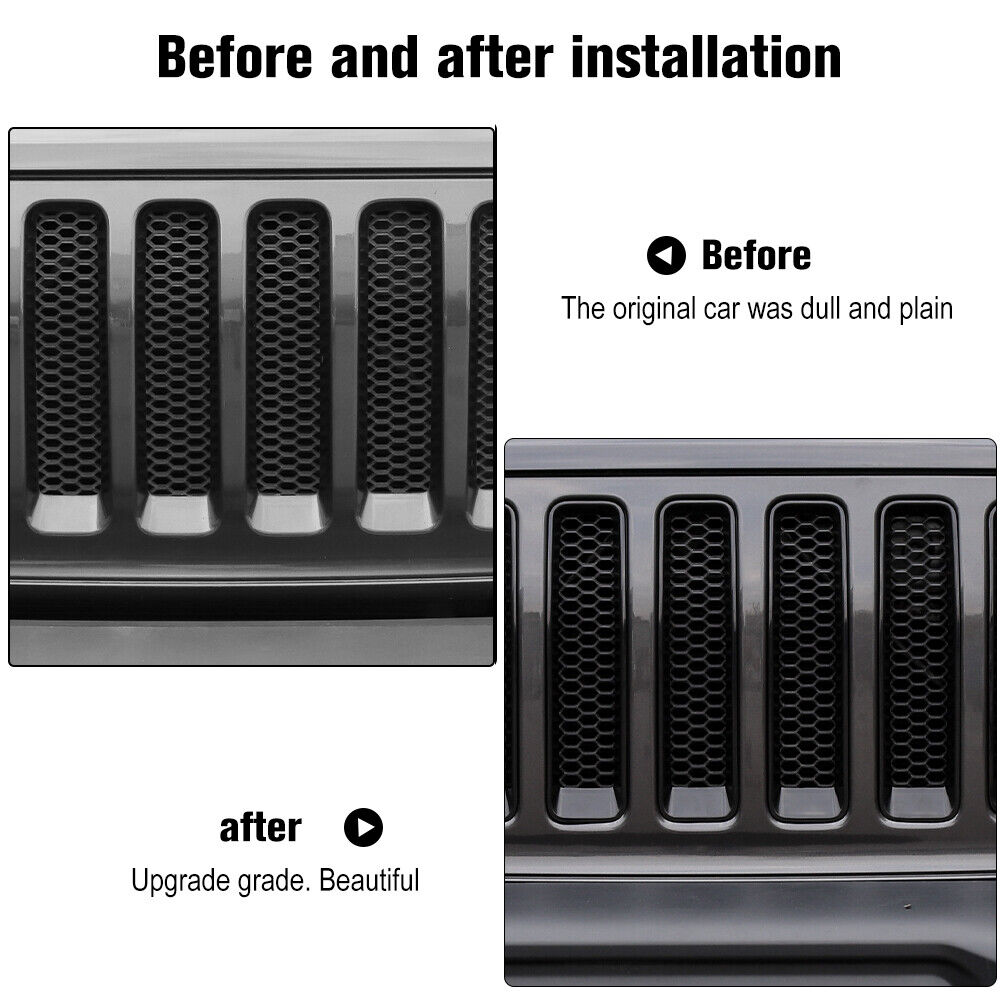 Before and after installation
Before
The original car was dull and plain
after
Upgrade grade. Beautiful